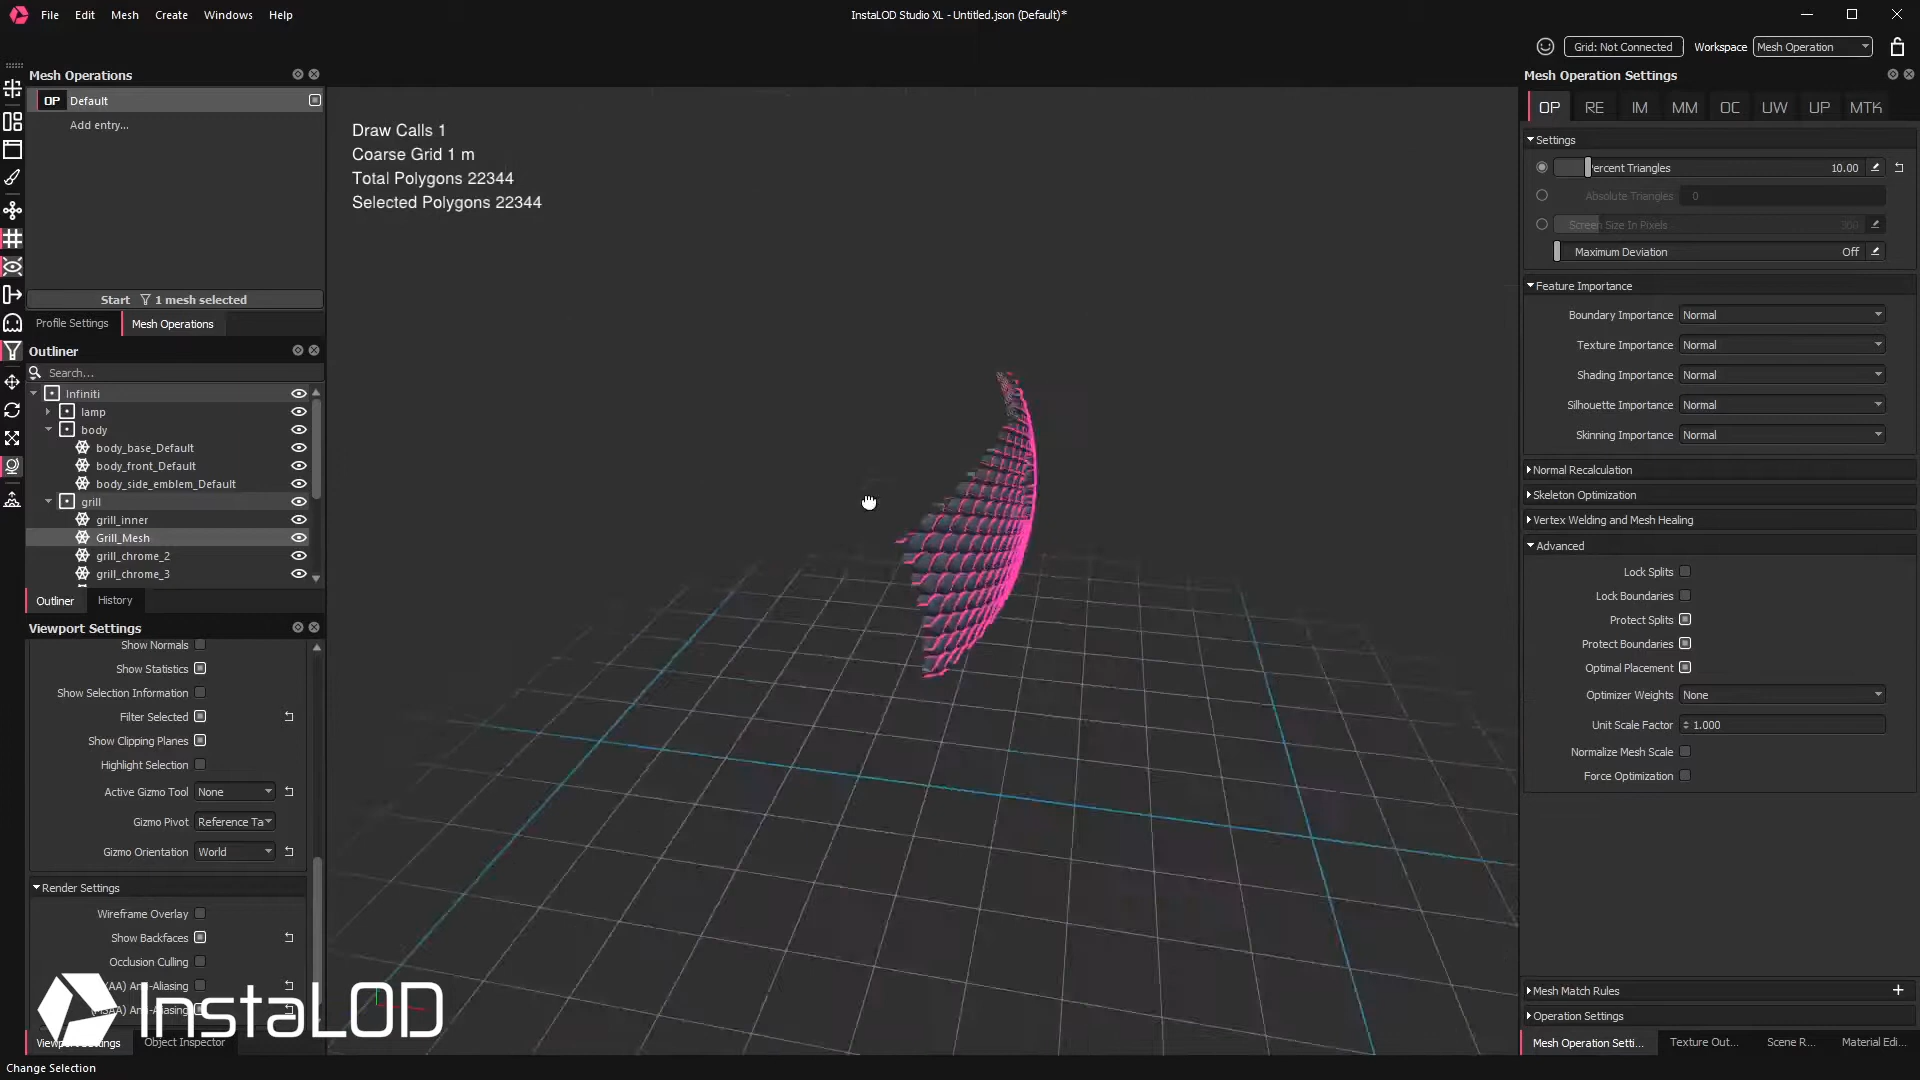 File Edit Mesh Create Windows Help
InstaLOD Studio XL - Untitled.json (Default)*
Grid: Not Connected
Workspace
Mesh Operation
Mesh Operations
OP Default
Add entry...
Start 1 mesh selected
Profile Settings Mesh Operations
Outliner
Search...
Infiniti
lamp
body
body_base_Default
body_front_Default
body_side_emblem_Default
grill
grill_inner
Grill_Mesh
grill_chrome_2
grill_chrome_3
Outliner History
Viewport Settings
Show Normals
Show Statistics
Show Selection Information
Filter Selected
Show Clipping Planes
Highlight Selection
Active Gizmo Tool None
Gizmo Pivot Reference Ta
Gizmo Orientation World
Render Settings
Wireframe Overlay
Show Backfaces
Occlusion Culling
Anti-Aliasing
Anti-Aliasing
InstaLOD
Viewport Settings Object Inspector
Change Selection
Draw Calls 1
Coarse Grid 1 m
Total Polygons 22344
Selected Polygons 22344
Mesh Operation Settings
OP RE IM MM OC UW UP MTK
Settings
ercent Triangles 10.00
Absolute Triangles 0
Screen Size In Pixels 300
Maximum Deviation Off
Feature Importance
Boundary Importance Normal
Texture Importance Normal
Shading Importance Normal
Silhouette Importance Normal
Skinning Importance Normal
Normal Recalculation
Skeleton Optimization
Vertex Welding and Mesh Healing
Advanced
Lock Splits
Lock Boundaries
Protect Splits
Protect Boundaries
Optimal Placement
Optimizer Weights None
Unit Scale Factor 1.000
Normalize Mesh Scale
Force Optimization
Mesh Match Rules
Operation Settings
Mesh Operation Setti... Texture Out... Scene R... Material Edi...